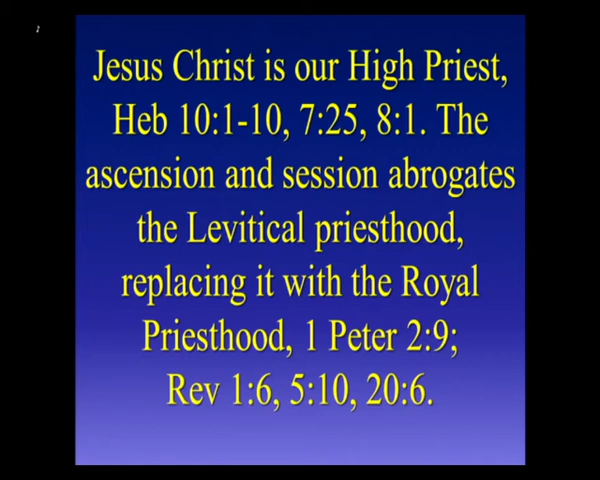 Jesus Christ is our High Priest,
Heb 10:1-10, 7:25, 8:1. The
ascension and session abrogates
the Levitical priesthood,
replacing it with the Royal
Priesthood, 1 Peter 2:9;
Rev 1:6, 5:10, 20:6.